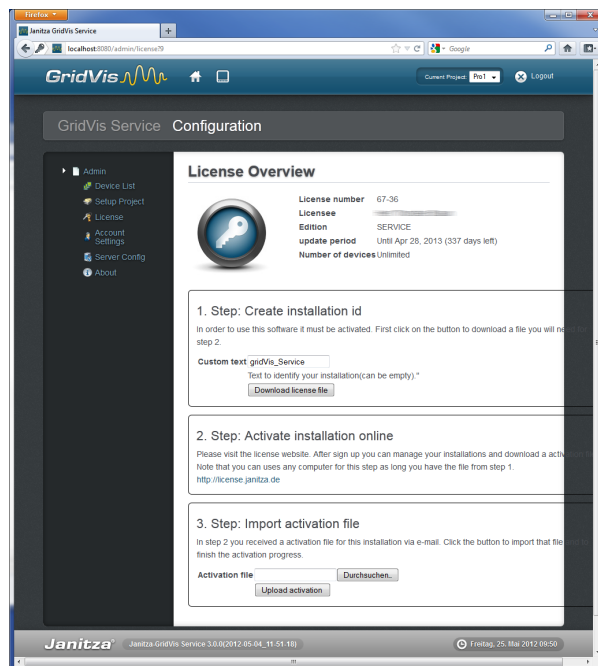 Firefox
Janitza GridVis Service
localhost:8080/admin/license?9
Google
GridVis
Current Project: Pro1
Logout
GridVis Service Configuration
Admin
Device List
Setup Project
License
Account
Settings
Server Config
About
License Overview
License number 67-36
Licensee
Edition SERVICE
update period Until Apr 28, 2013 (337 days left)
Number of devices Unlimited
1. Step: Create installation id
In order to use this software it must be activated. First click on the button to download a file you will need for
step 2.
Custom text gridVis_Service
Text to identify your installation(can be empty)."
Download license file
2. Step: Activate installation online
Please visit the license website. After sign up you can manage your installations and download a
Note that you can uses any computer for this step as long you have the file from step 1.
http://license.janitza.de
3. Step: Import activation file
In step 2 you received a activation file for this installation via e-mail. Click the button to import that file and to
finish the activation progress.
Activation file Durchsuchen..
Upload activation
Janitza®
Janitza GridVis Service 3.0.0(2012-05.04_11-51-18)
Freitag, 25. Mai 2012 09:50